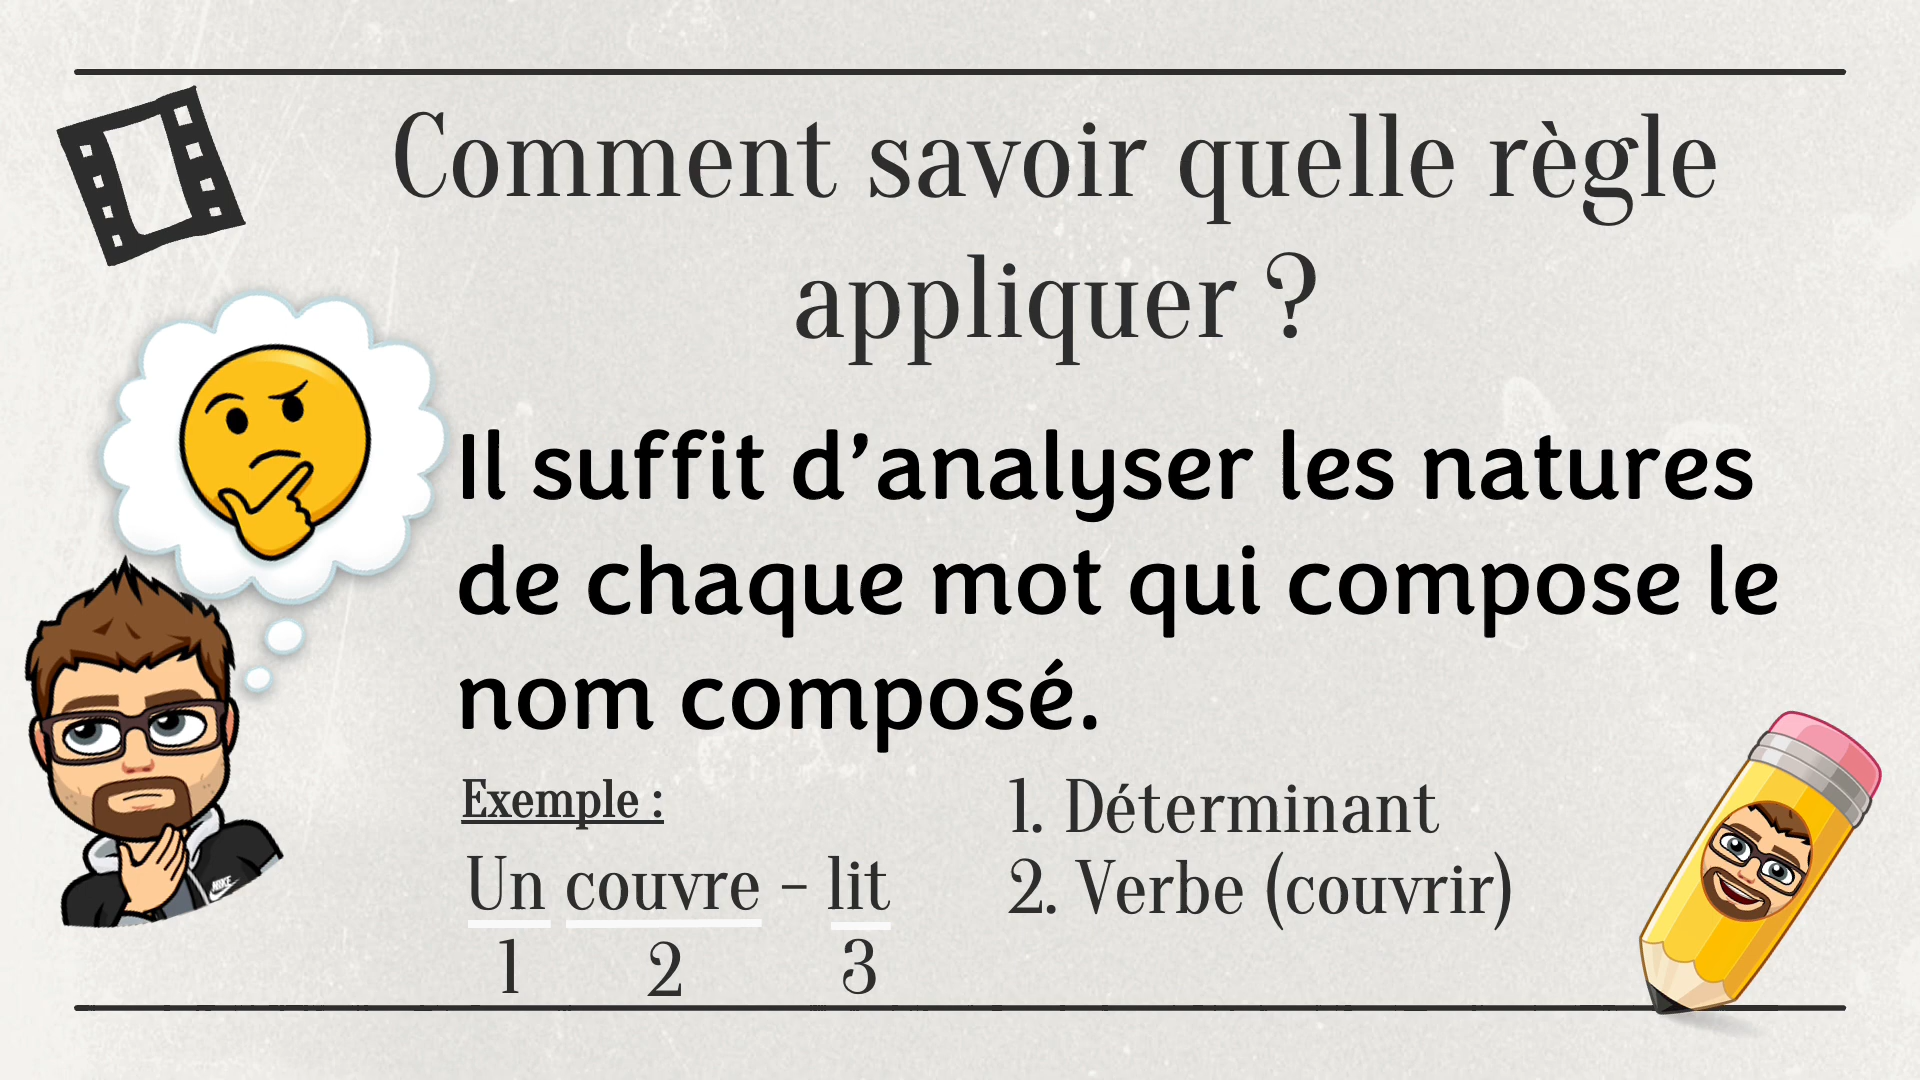 Comment savoir quelle règle
appliquer ?
Il suffit d’analyser les natures
de chaque mot qui compose le
nom composé.
Exemple :
Un couvre - lit
1 2 3
1. Déterminant
2. Verbe (couvrir)
NIKE